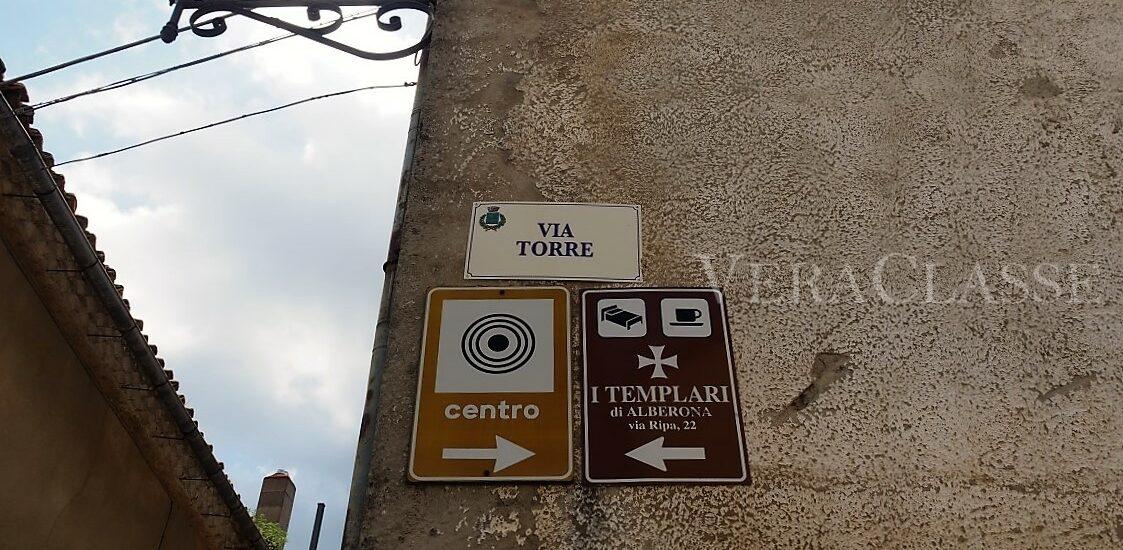 VIA
TORRE
VERACLASSE
centro
I TEMPLARI
di ALBERONA
via Ripa, 22